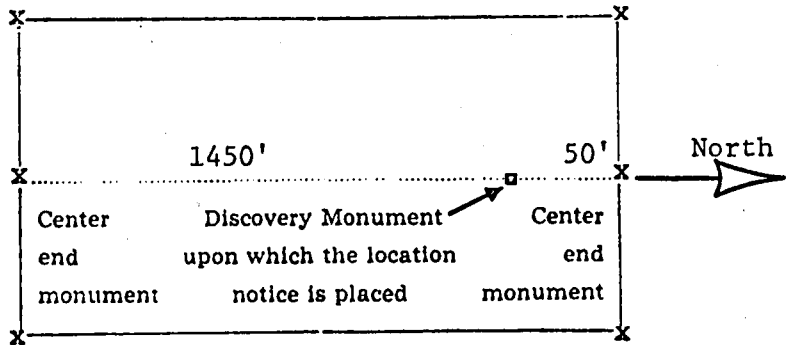 X X
1450' 50' North
X X
Center Discovery Monument Center
end upon which the location end
monument notice is placed monument
X X